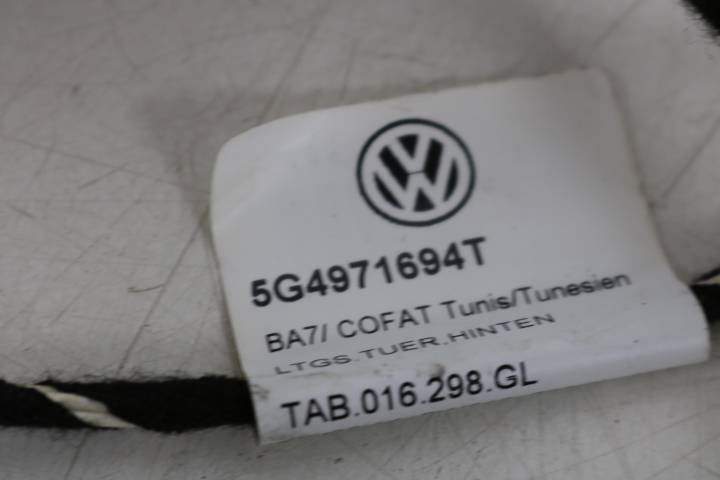 5G4971694T
BA7/ COFAT Tunis/Tunesien
LTGS.TUER.HINTEN
TAB.016.298.GL